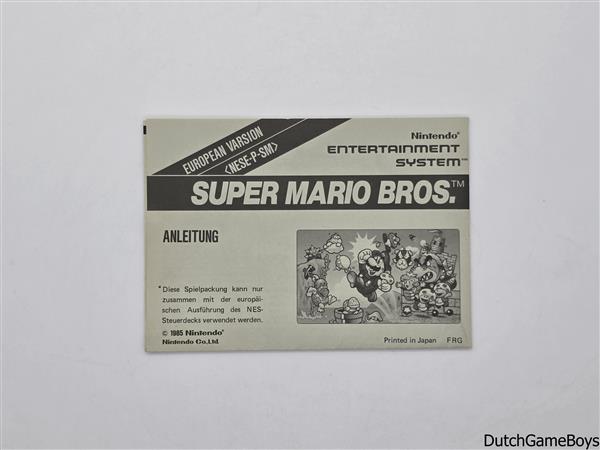 EUROPEAN VARSION
<NESE-P-SM>
Nintendo®
ENTERTAINMENT
SYSTEM™
SUPER MARIO BROS.™
ANLEITUNG
*Diese Spielpackung kann nur
zusammen mit der europäi-
schen Ausführung des NES-
Steuerdecks verwendet werden.
© 1985 Nintendo®
Nintendo Co., Ltd.
Printed in Japan FRG
DutchGameBoys